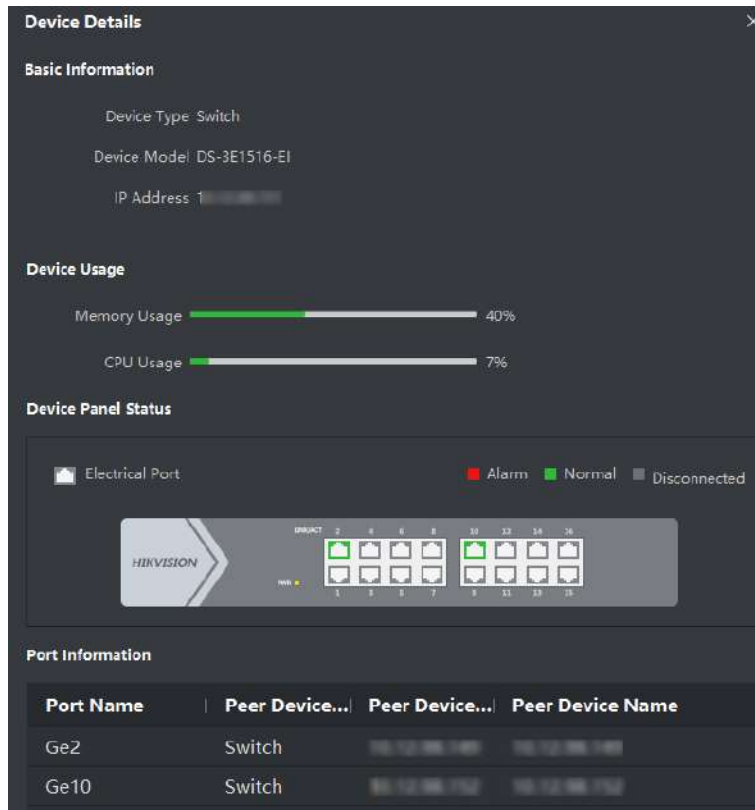 Device Details
Basic Information
Device Type Switch
Device Model DS-3E1516-EI
IP Address
Device Usage
Memory Usage 40%
CPU Usage 7%
Device Panel Status
Electrical Port Alarm Normal Disconnected
LINK/ACT 2 4 6 8 10 12 14 16
HIKVISION
PWR
1 3 5 7 9 11 13 15
Port Information
Port Name Peer Device... Peer Device... Peer Device Name
Ge2 Switch
Ge10 Switch